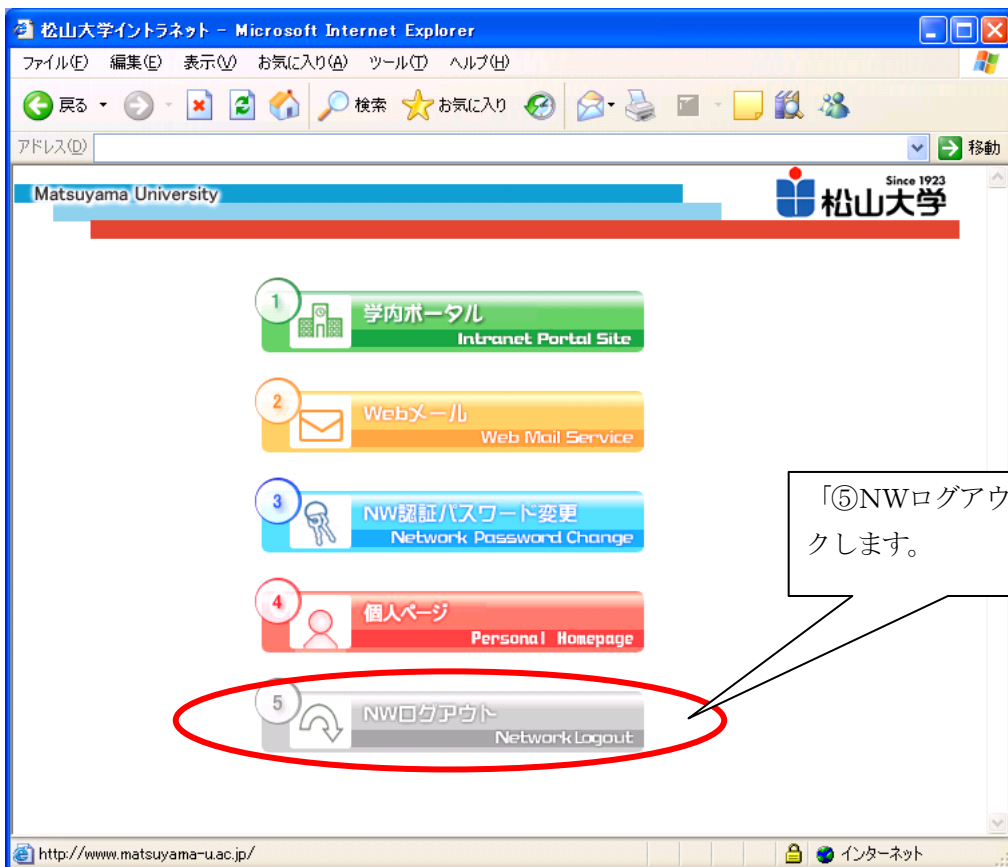 松山大学イントラネット - Microsoft Internet Explorer
ファイル(F) 編集(E) 表示(V) お気に入り(A) ツール(T) ヘルプ(H)
戻る 検索 お気に入り
アドレス(D) 移動
Matsuyama University
Since 1923
松山大学
1
学内ポータル
Intranet Portal Site
2
Webメール
Web Mail Service
3
NW認証パスワード変更
Network Password Change
「⑤NWログアウ
クします。
4
個人ページ
Personal Homepage
5
NWログアウト
Network Logout
http://www.matsuyama-u.ac.jp/ インターネット